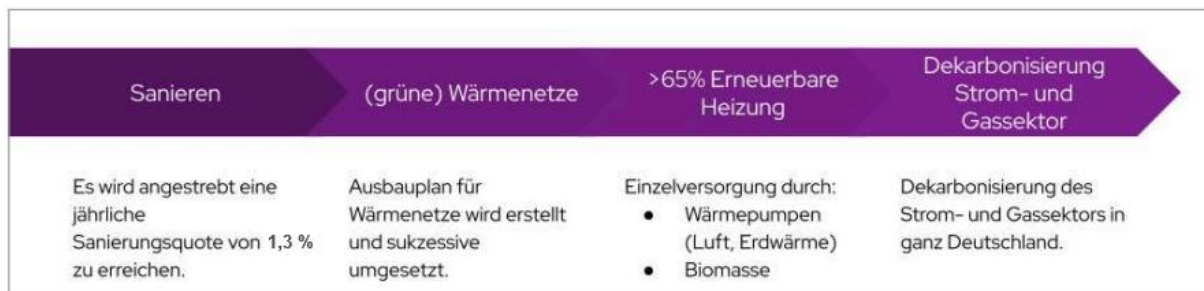 Sanieren
(grüne) Wärmenetze
>65% Erneuerbare
Heizung
Dekarbonisierung
Strom- und
Gassektor
Es wird angestrebt eine
jährliche
Sanierungsquote von 1,3 %
zu erreichen.
Ausbauplan für
Wärmenetze wird erstellt
und sukzessive
umgesetzt.
Einzelversorgung durch:
● Wärmepumpen
(Luft, Erdwärme)
● Biomasse
Dekarbonisierung des
Strom- und Gassektors in
ganz Deutschland.